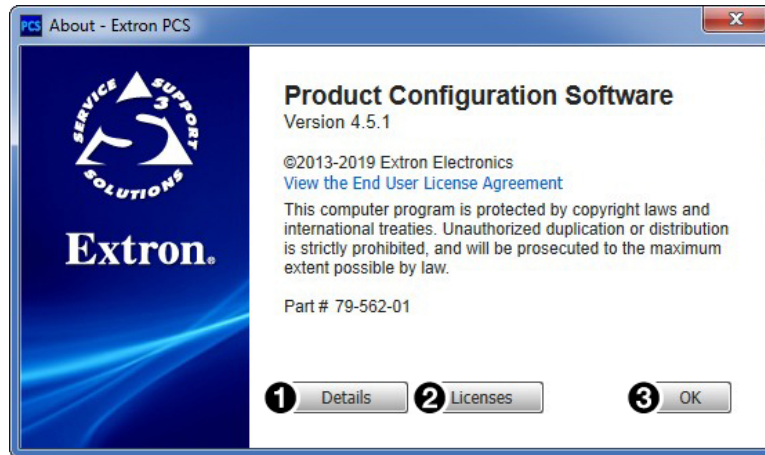 PCS About - Extron PCS
SERVICE SUPPORT SOLUTIONS
S3
Extron®
Product Configuration Software
Version 4.5.1
©2013-2019 Extron Electronics
View the End User License Agreement
This computer program is protected by copyright laws and
international treaties. Unauthorized duplication or distribution
is strictly prohibited, and will be prosecuted to the maximum
extent possible by law.
Part # 79-562-01
1 Details 2 Licenses 3 OK